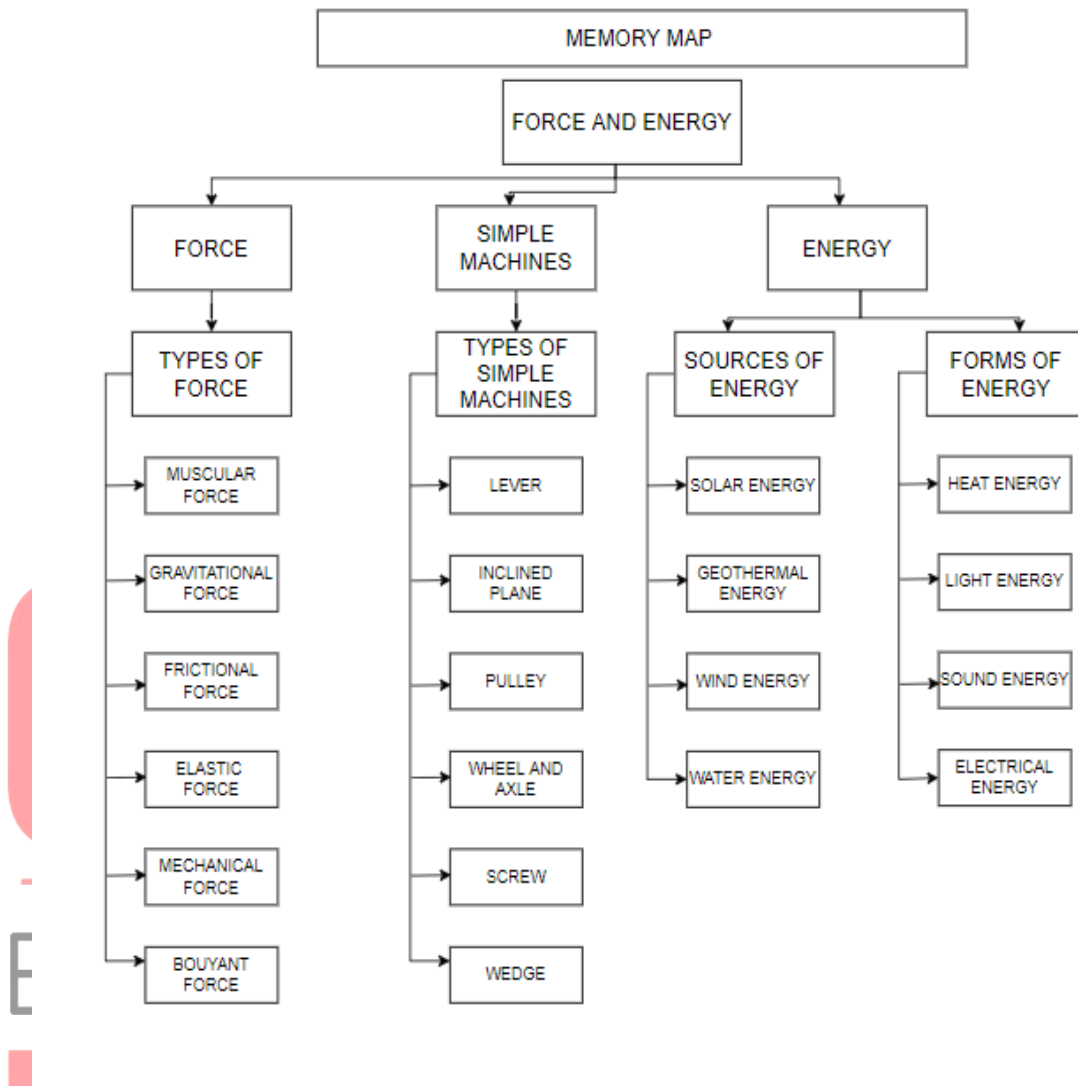 MEMORY MAP
FORCE AND ENERGY
FORCE
SIMPLE
MACHINES
ENERGY
TYPES OF
FORCE
TYPES OF
SIMPLE
MACHINES
SOURCES OF
ENERGY
FORMS OF
ENERGY
MUSCULAR
FORCE
GRAVITATIONAL
FORCE
FRICTIONAL
FORCE
ELASTIC
FORCE
MECHANICAL
FORCE
BOUYANT
FORCE
LEVER
INCLINED
PLANE
PULLEY
WHEEL AND
AXLE
SCREW
WEDGE
SOLAR ENERGY
GEOTHERMAL
ENERGY
WIND ENERGY
WATER ENERGY
HEAT ENERGY
LIGHT ENERGY
SOUND ENERGY
ELECTRICAL
ENERGY